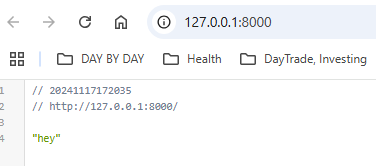 127.0.0.1:8000
DAY BY DAY Health DayTrade, Investing
1 // 20241117172035
2 // http://127.0.0.1:8000/
3
4 "hey"